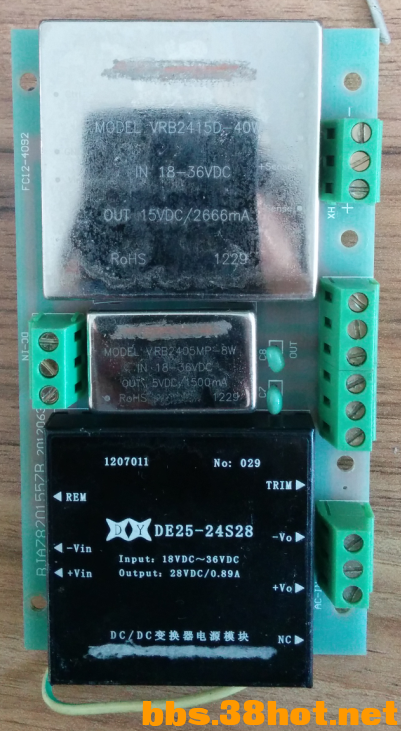 MODEL VRB2415D-40W
IN 18-36VDC
OUT 15VDC/2666mA
RoHS 1229
FC12-4092
-
XH
+
MODEL VRB2405MP-8W
IN 18-36VDC
OUT 5VDC/1500mA
RoHS 1229
C8
OUT
1207011 No: 029
REM
TRIM
DY DE25-24S28
-Vin
-Vo
Input: 18VDC~36VDC
+Vin
Output: 28VDC/0.89A
+Vo
DC/DC变换器电源模块
NC
bbs.38hot.net